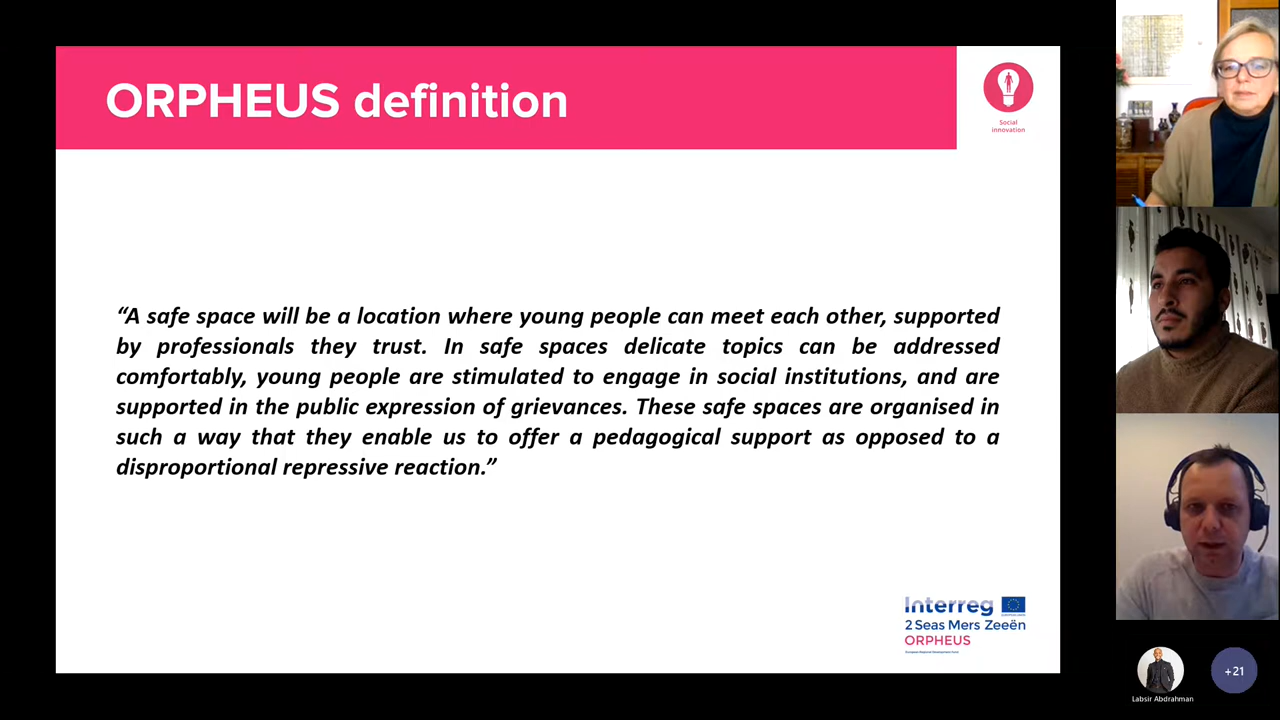 ORPHEUS definition
Social
innovation
“A safe space will be a location where young people can meet each other, supported
by professionals they trust. In safe spaces delicate topics can be addressed
comfortably, young people are stimulated to engage in social institutions, and are
supported in the public expression of grievances. These safe spaces are organised in
such a way that they enable us to offer a pedagogical support as opposed to a
disproportional repressive reaction.”
Interreg
2 Seas Mers Zeeën
ORPHEUS
European Regional Development Fund
Labsir Abdrahman
+21